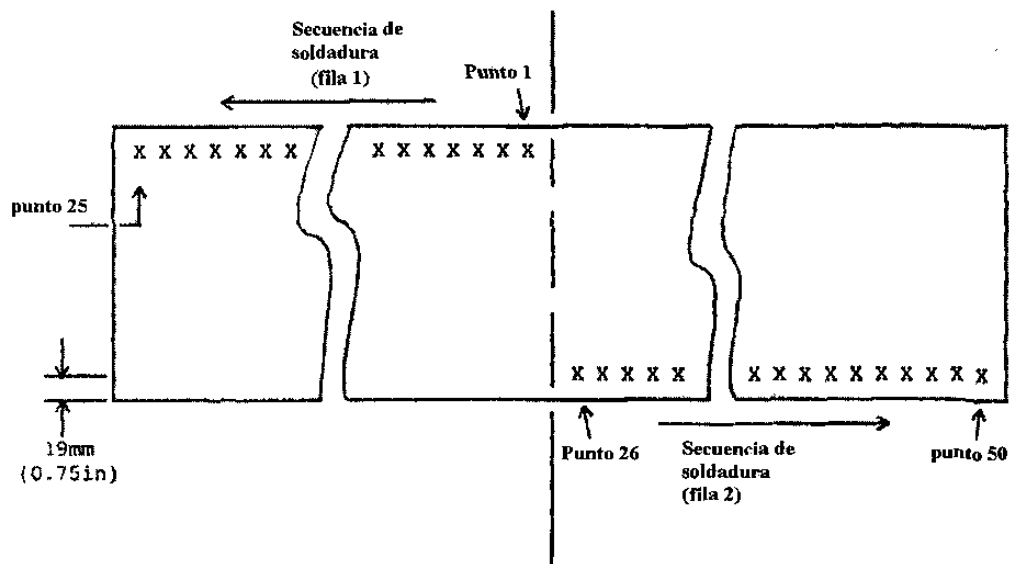 Secuencia de
soldadura
(fila 1)
Punto 1
X X X X X X X X X X X X X X
punto 25
X X X X X X X X X X X X X X X
19mm
(0.75in)
Punto 26
Secuencia de
soldadura
(fila 2)
punto 50